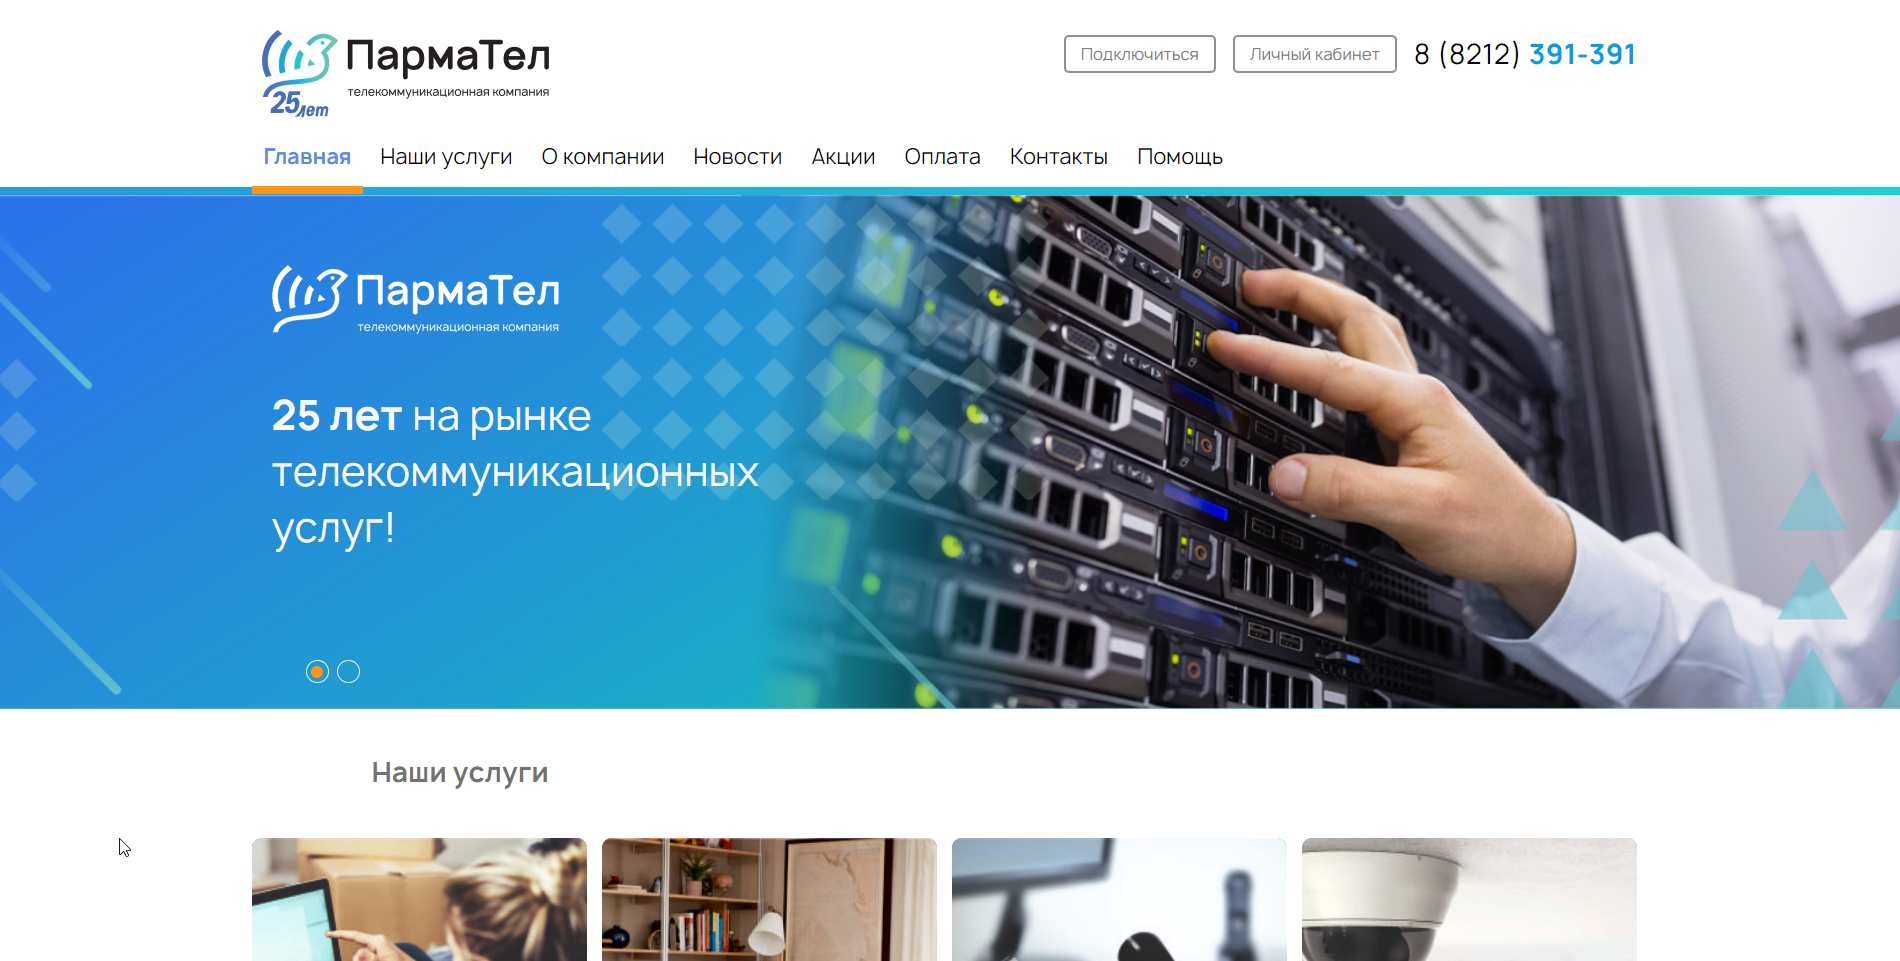 ПармаТел
телекоммуникационная компания
25 лет
Подключиться
Личный кабинет
8 (8212) 391-391
Главная
Наши услуги
О компании
Новости
Акции
Оплата
Контакты
Помощь
ПармаТел
телекоммуникационная компания
25 лет на рынке
телекоммуникационных
услуг!
Наши услуги